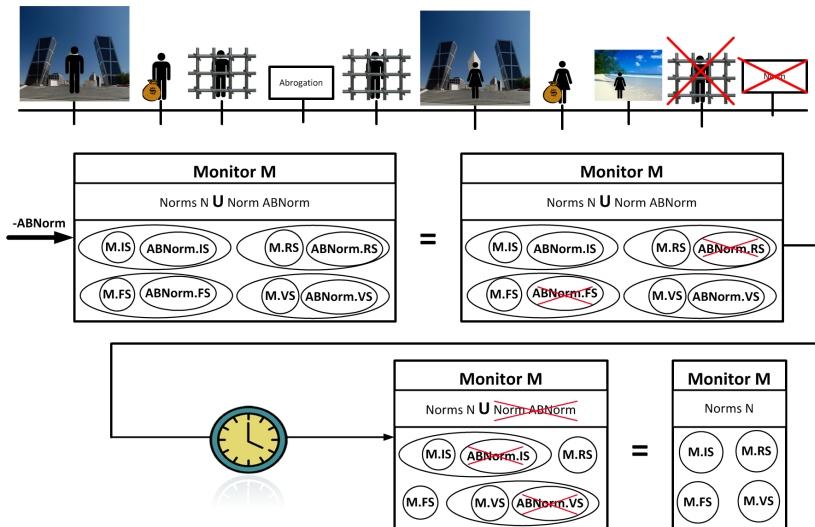 Abrogation
Norm
Monitor M
Monitor M
Norms N U Norm ABNorm
Norms N U Norm ABNorm
-ABNorm
M.IS ABNorm.IS M.RS ABNorm.RS
M.FS ABNorm.FS M.VS ABNorm.VS
=
M.IS ABNorm.IS M.RS ABNorm.RS
M.FS ABNorm.FS M.VS ABNorm.VS
Monitor M
Norms N U Norm ABNorm
M.IS ABNorm.IS M.RS
M.FS M.VS ABNorm.VS
=
Monitor M
Norms N
M.IS M.RS
M.FS M.VS